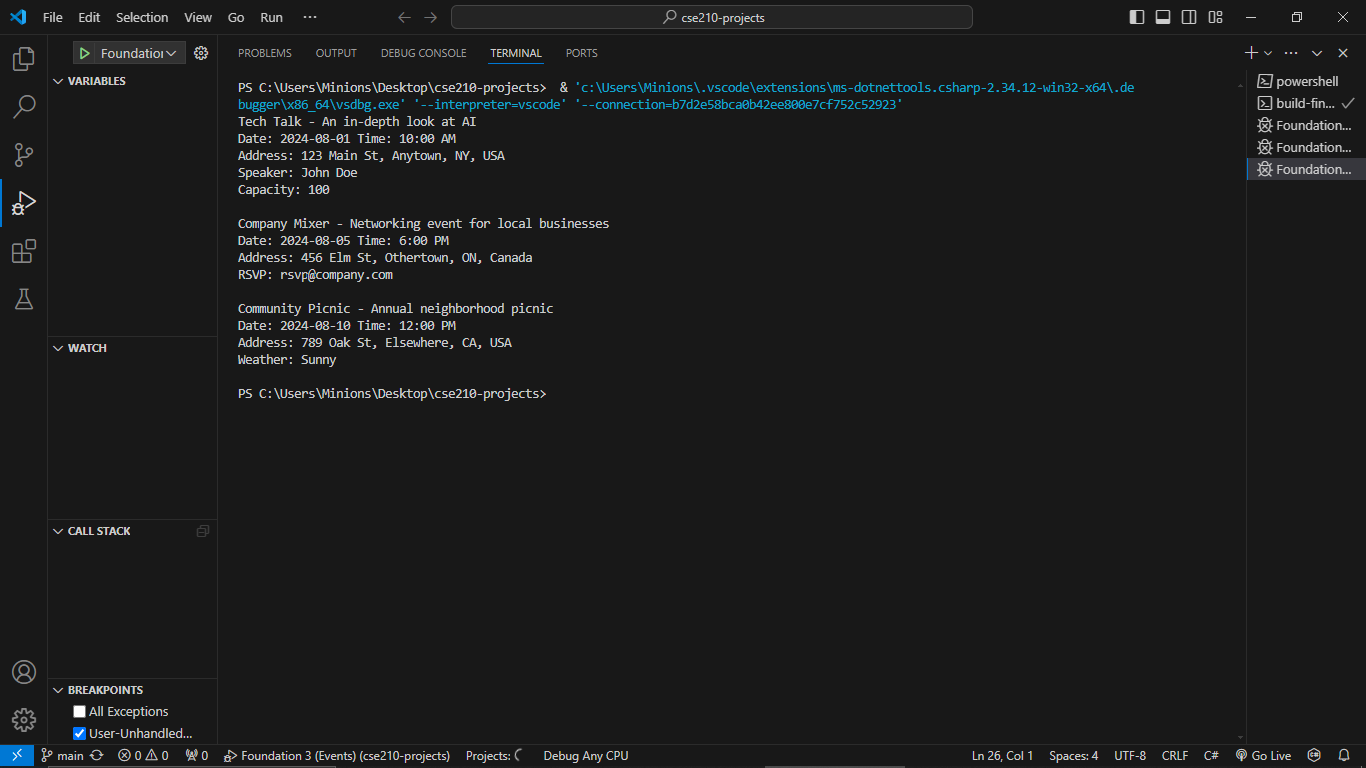 File Edit Selection View Go Run ··· cse210-projects
Foundation
PROBLEMS OUTPUT DEBUG CONSOLE TERMINAL PORTS
VARIABLES
WATCH
CALL STACK
BREAKPOINTS
All Exceptions
User-Unhandled...
PS C:\Users\Minions\Desktop\cse210-projects>  & 'c:\Users\Minions\.vscode\extensions\ms-dotnettools.csharp-2.34.12-win32-x64\.de
bugger\x86_64\vsdbg.exe' '--interpreter=vscode' '--connection=b7d2e58bca0b42ee800e7cf752c52923'
Tech Talk - An in-depth look at AI
Date: 2024-08-01 Time: 10:00 AM
Address: 123 Main St, Anytown, NY, USA
Speaker: John Doe
Capacity: 100
Company Mixer - Networking event for local businesses
Date: 2024-08-05 Time: 6:00 PM
Address: 456 Elm St, Othertown, ON, Canada
RSVP: rsvp@company.com
Community Picnic - Annual neighborhood picnic
Date: 2024-08-10 Time: 12:00 PM
Address: 789 Oak St, Elsewhere, CA, USA
Weather: Sunny
PS C:\Users\Minions\Desktop\cse210-projects>
powershell
build-fin...
Foundation...
Foundation...
Foundation...
main 0 0 0 Foundation 3 (Events) (cse210-projects) Projects: Debug Any CPU Ln 26, Col 1 Spaces: 4 UTF-8 CRLF C# Go Live